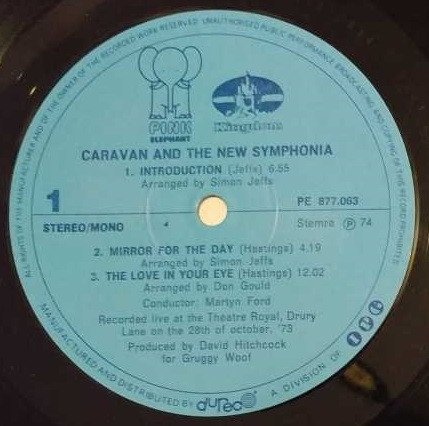 ALL RIGHTS OF THE MANUFACTURER AND OF THE OWNER OF THE RECORDED WORK RESERVED. UNAUTHORISED PUBLIC PERFORMANCE BROADCASTING AND COPYING OF THIS RECORD PROHIBITED
PINK
ELEPHANT
Kingdom
CARAVAN AND THE NEW SYMPHONIA
1. INTRODUCTION (Jeffs) 6.55
Arranged by Simon Jeffs
1
PE 877.063
STEREO/MONO
Stemra Ⓟ 74
2. MIRROR FOR THE DAY (Hastings) 4.19
Arranged by Simon Jeffs
3. THE LOVE IN YOUR EYE (Hastings) 12.02
Arranged by Don Gould
Conductor: Martyn Ford
Recorded live at the Theatre Royal, Drury
Lane on the 28th of october, '73
Produced by David Hitchcock
for Gruggy Woof
MANUFACTURED AND DISTRIBUTED BY dureco A DIVISION OF